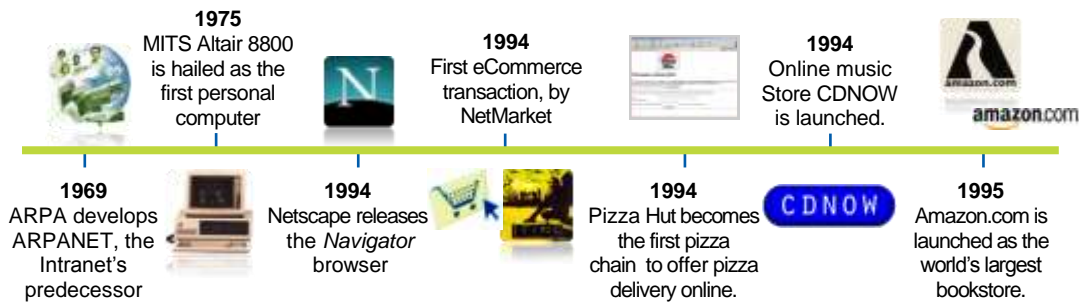 1975
MITS Altair 8800
is hailed as the
first personal
computer
1994
First eCommerce
transaction, by
NetMarket
1994
Online music
Store CDNOW
is launched.
N
amazon.com
amazon.com
1969
ARPA develops
ARPANET, the
Intranet's
predecessor
1994
Netscape releases
the Navigator
browser
1994
Pizza Hut becomes
the first pizza
chain to offer pizza
delivery online.
CDNOW
1995
Amazon.com is
launched as the
world's largest
bookstore.